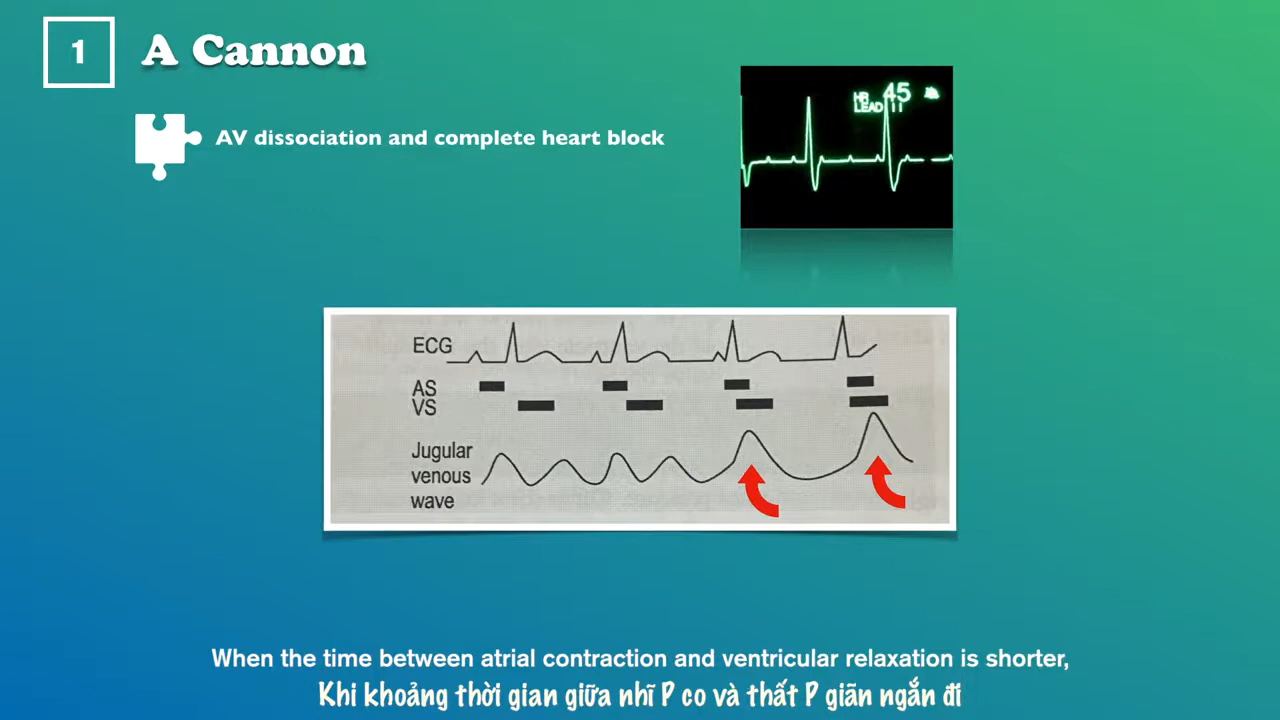 1
A Cannon
AV dissociation and complete heart block
HR 45
LEAD II
ECG
AS
VS
Jugular
venous
wave
When the time between atrial contraction and ventricular relaxation is shorter,
Khi khoảng thời gian giữa nhĩ P co và thất P giãn ngắn đi